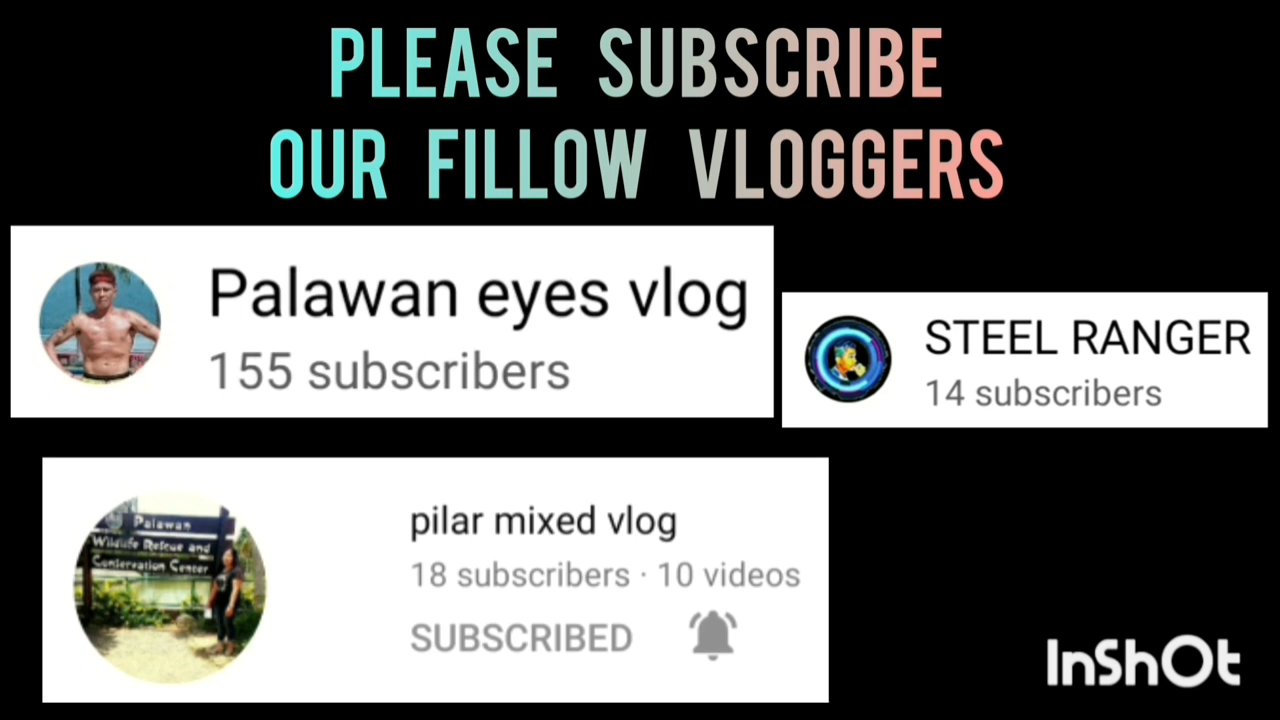 PLEASE SUBSCRIBE
OUR FILLOW VLOGGERS
Palawan eyes vlog
155 subscribers
STEEL RANGER
14 subscribers
Palawan
Wildlife Rescue and
Conservation Center
pilar mixed vlog
18 subscribers · 10 videos
SUBSCRIBED
InShOt